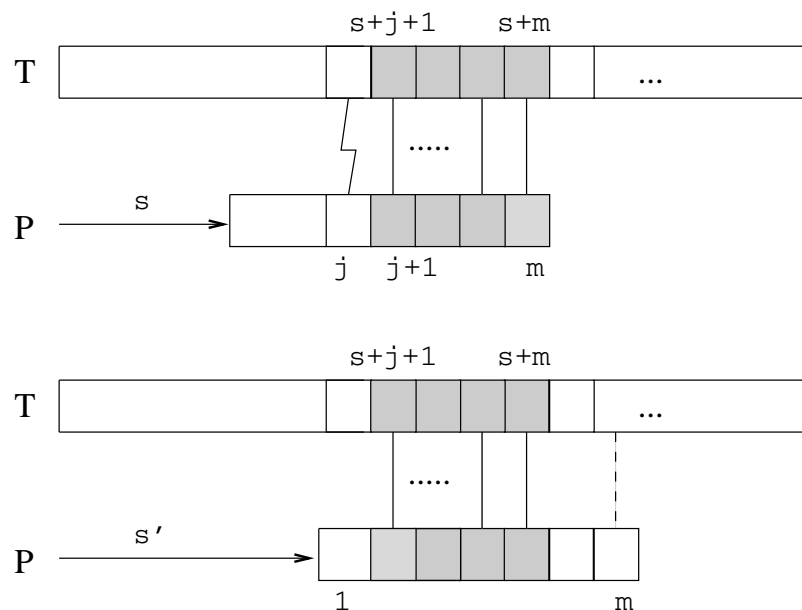 s+j+1 s+m
T ...
.....
s
P
j j+1 m
s+j+1 s+m
T ...
.....
s'
P
1 m